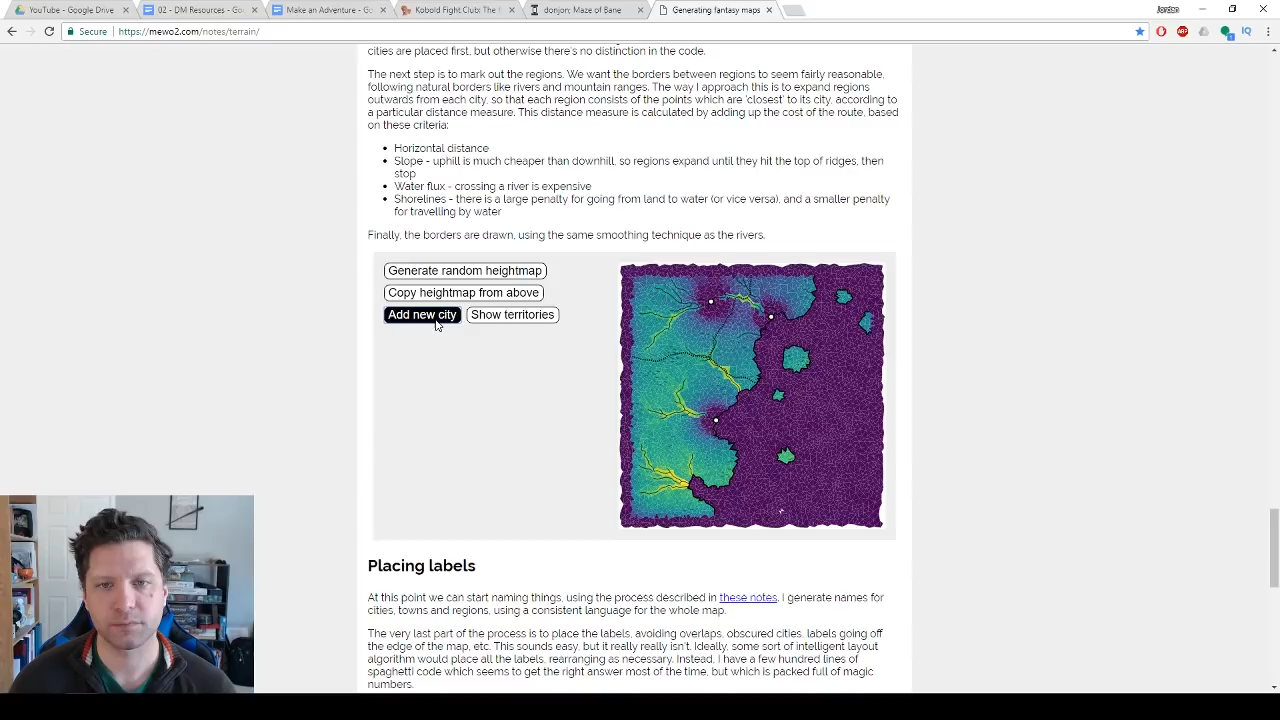 YouTube - Google Drive
02 - DM Resources - Goo
Make an Adventure - Go
Kobold Fight Club: The
donjon; Maze of Bane
Generating fantasy maps
Jordan
Secure
https://mewo2.com/notes/terrain/
cities are placed first, but otherwise there's no distinction in the code.
The next step is to mark out the regions. We want the borders between regions to seem fairly reasonable,
following natural borders like rivers and mountain ranges. The way I approach this is to expand regions
outwards from each city, so that each region consists of the points which are 'closest' to its city, according to
a particular distance measure. This distance measure is calculated by adding up the cost of the route, based
on these criteria:
• Horizontal distance
• Slope - uphill is much cheaper than downhill, so regions expand until they hit the top of ridges, then
stop
• Water flux - crossing a river is expensive
• Shorelines - there is a large penalty for going from land to water (or vice versa), and a smaller penalty
for travelling by water
Finally, the borders are drawn, using the same smoothing technique as the rivers.
Generate random heightmap
Copy heightmap from above
Add new city
Show territories
Placing labels
At this point we can start naming things, using the process described in these notes. I generate names for
cities, towns and regions, using a consistent language for the whole map.
The very last part of the process is to place the labels, avoiding overlaps, obscured cities, labels going off
the edge of the map, etc. This sounds easy, but it really really isn't. Ideally, some sort of intelligent layout
algorithm would place all the labels, rearranging as necessary. Instead, I have a few hundred lines of
spaghetti code which seems to get the right answer most of the time, but which is packed full of magic
numbers.